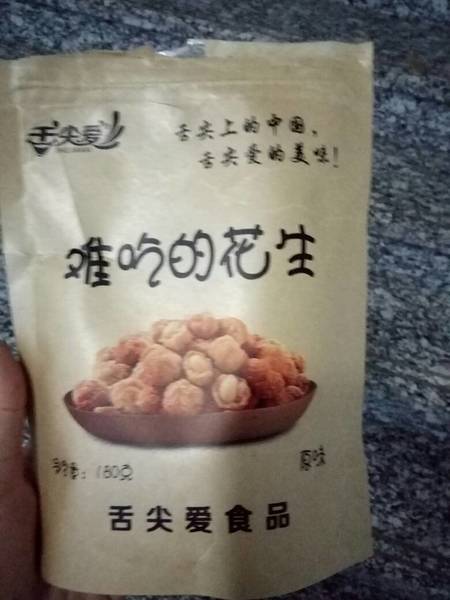 舌尖爱
舌尖上的中国,
舌尖爱的美味!
难吃的花生
净含量: 180克
原味
舌尖爱食品